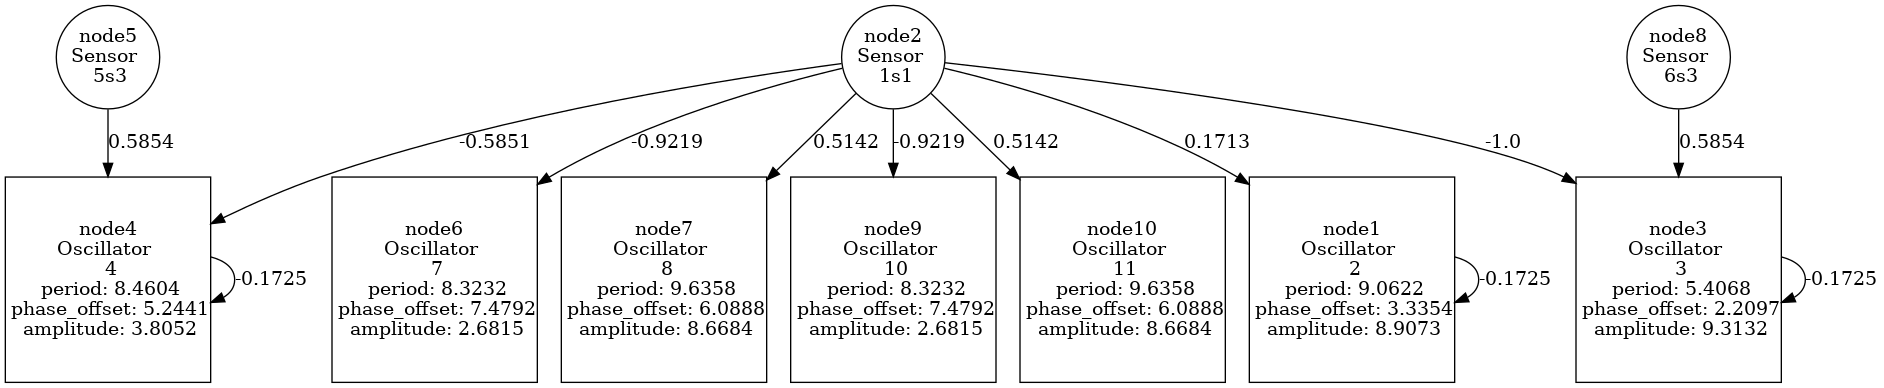 node5
Sensor
5s3
node2
Sensor
1s1
node8
Sensor
6s3
0.5854
-0.5851
-0.9219
0.5142
-0.9219
0.5142
0.1713
-1.0
0.5854
node4
Oscillator
4
period: 8.4604
phase_offset: 5.2441
amplitude: 3.8052
-0.1725
node6
Oscillator
7
period: 8.3232
phase_offset: 7.4792
amplitude: 2.6815
node7
Oscillator
8
period: 9.6358
phase_offset: 6.0888
amplitude: 8.6684
node9
Oscillator
10
period: 8.3232
phase_offset: 7.4792
amplitude: 2.6815
node10
Oscillator
11
period: 9.6358
phase_offset: 6.0888
amplitude: 8.6684
node1
Oscillator
2
period: 9.0622
phase_offset: 3.3354
amplitude: 8.9073
-0.1725
node3
Oscillator
3
period: 5.4068
phase_offset: 2.2097
amplitude: 9.3132
-0.1725